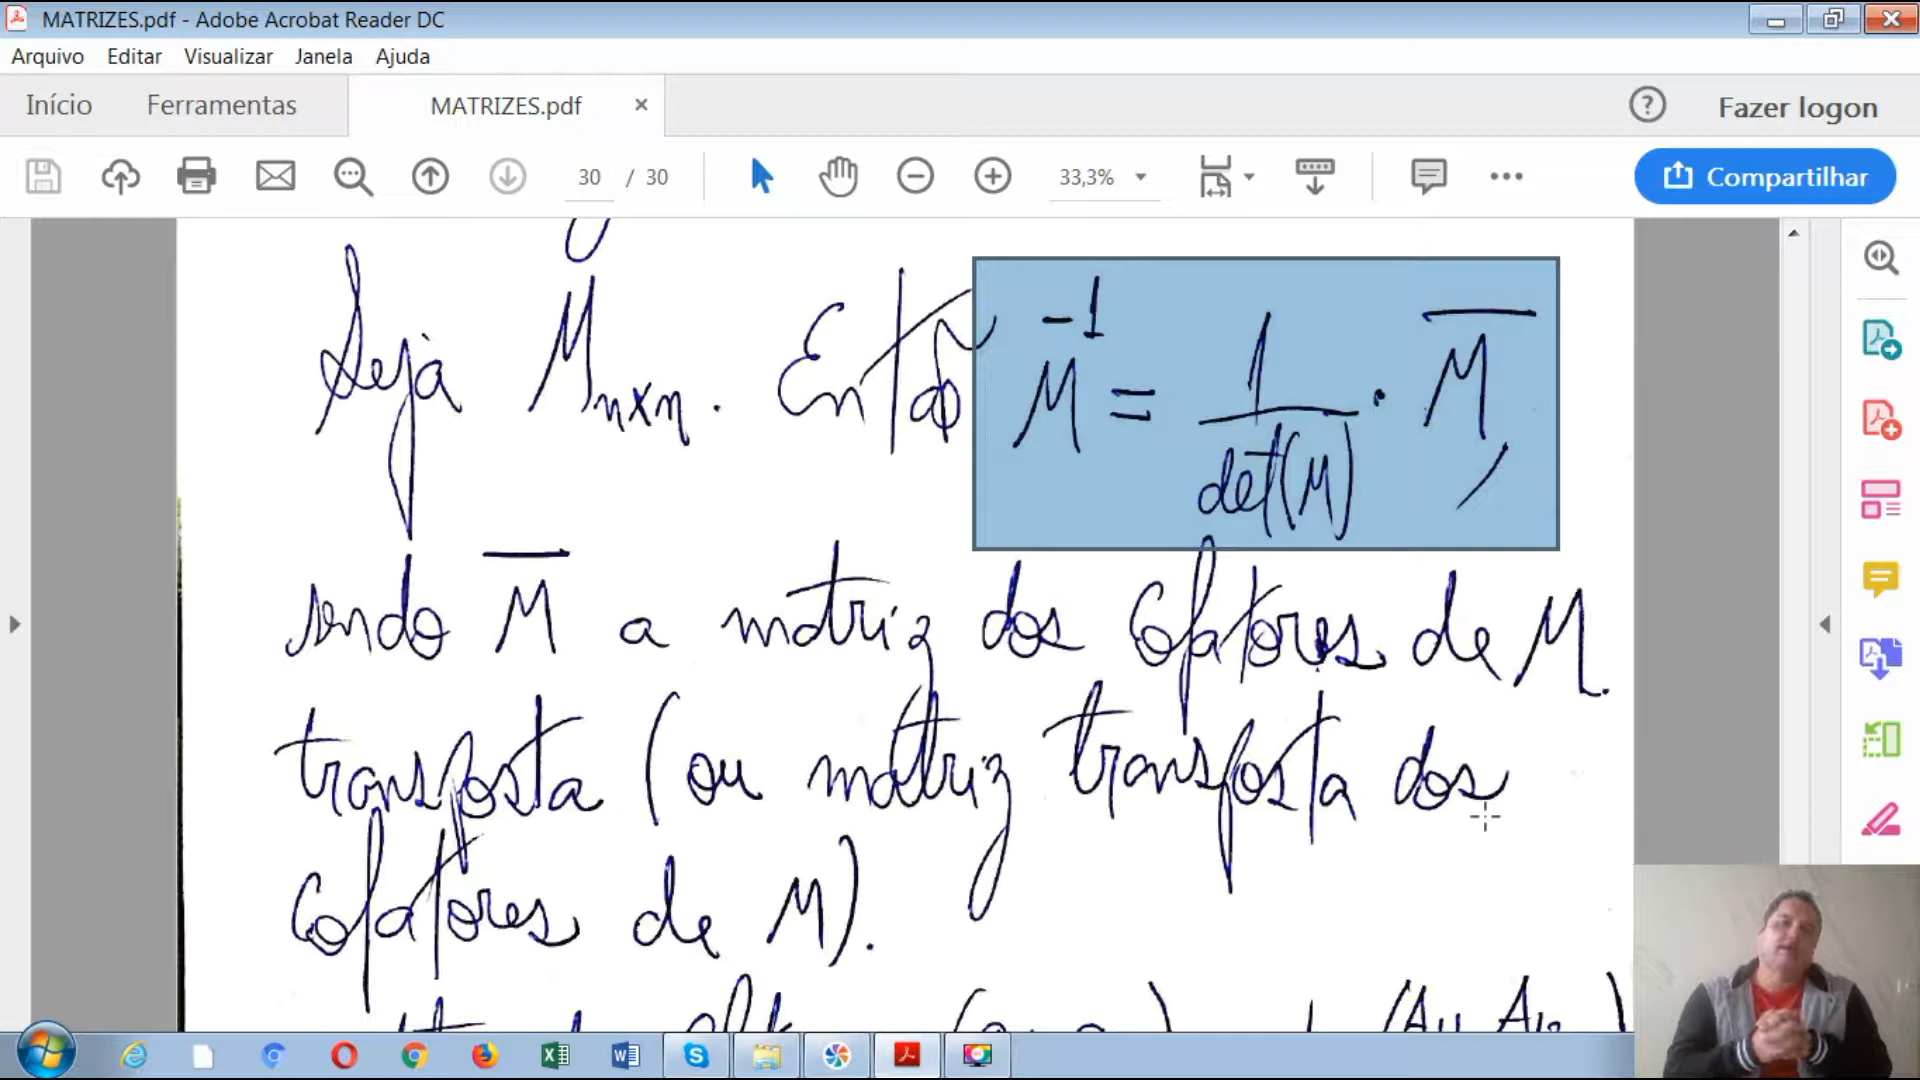 MATRIZES.pdf - Adobe Acrobat Reader DC
Arquivo Editar Visualizar Janela Ajuda
Início Ferramentas MATRIZES.pdf × Fazer logon
30 / 30 33,3% Compartilhar
Seja Mnxn. Então M⁻¹ = 1/det(M) · M̅,
sendo M̅ a matriz dos cofatores de M
transposta (ou matriz transposta dos
cofatores de M).